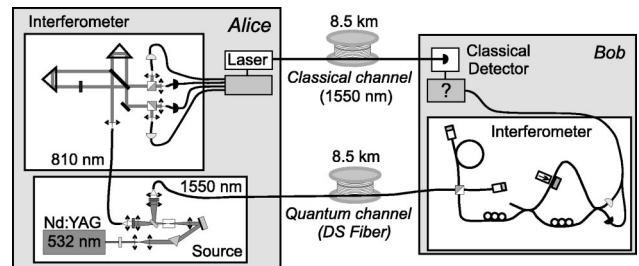 Interferometer
Alice
8.5 km
Bob
Laser
Classical channel
(1550 nm)
Classical
Detector
?
810 nm
8.5 km
Interferometer
1550 nm
Nd:YAG
532 nm
Source
Quantum channel
(DS Fiber)